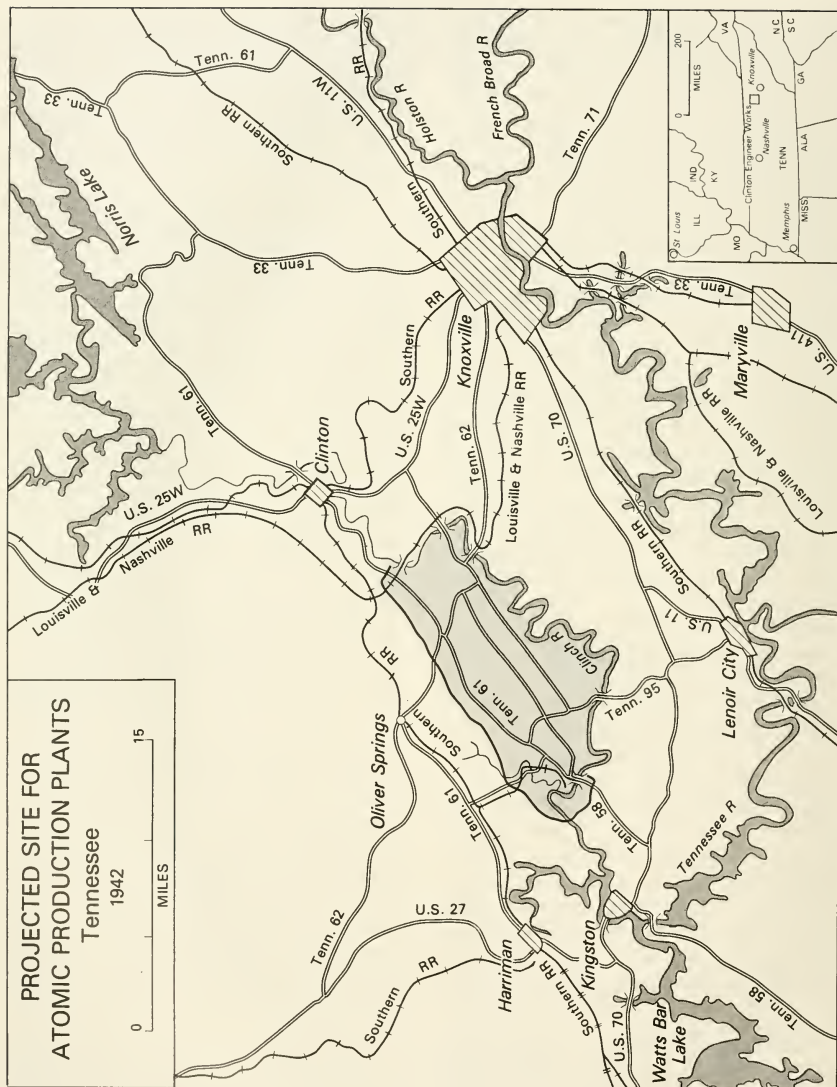 PROJECTED SITE FOR
ATOMIC PRODUCTION PLANTS
Tennessee
1942
0
15
MILES
Louisville &
Nashville
RR
U.S. 25W
Tenn. 61
Norris Lake
Tenn. 33
Tenn. 33
Tenn. 61
Southern RR
U.S. 11W
RR
Southern
Holston R
French Broad R
Tenn. 71
Clinton
Southern
RR
U.S. 25W
Knoxville
Tenn. 62
Louisville & Nashville RR
U.S. 70
Tenn. 62
Oliver Springs
RR
Southern
Tenn. 61
Tenn. 61
Clinch R
Southern RR
U.S. 11
Tenn. 95
Lenoir City
Maryville
Tenn. 33
U.S. 411
Louisville & Nashville RR
U.S. 27
Southern
RR
Harriman
Southern RR
Kingston
U.S. 70
Watts Bar
Lake
Tenn. 58
Tenn. 58
Tennessee R
0
200
MILES
St Louis
ILL
IND
KY
VA
MO
Clinton Engineer Works
Knoxville
Nashville
TENN
N C
S C
Memphis
MISS
ALA
GA